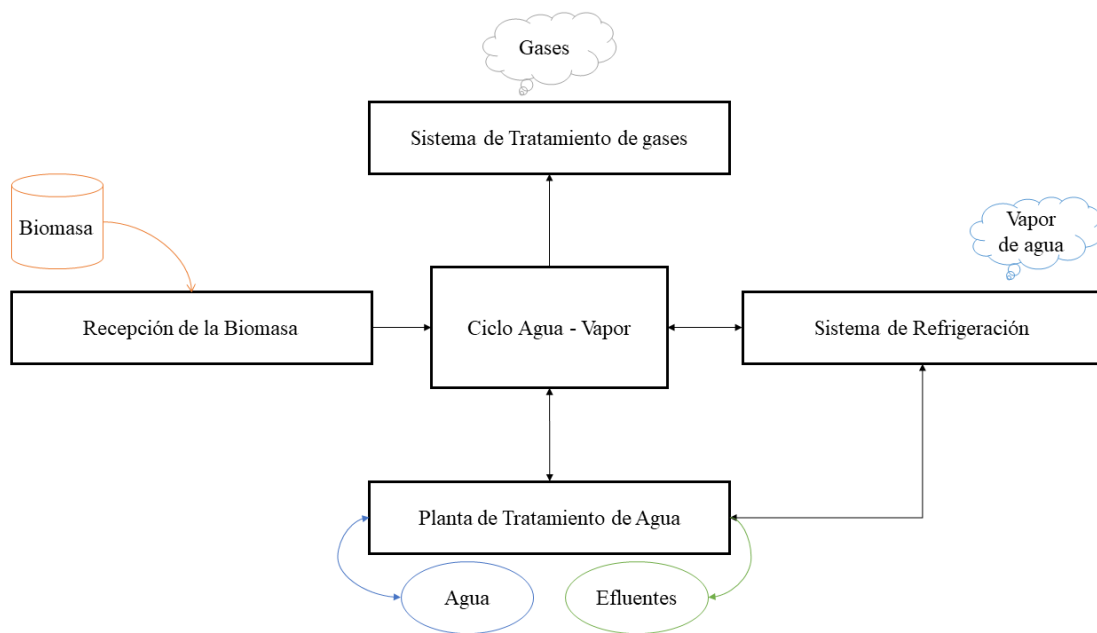 Gases
Sistema de Tratamiento de gases
Biomasa
Vapor
de agua
Recepción de la Biomasa
Ciclo Agua - Vapor
Sistema de Refrigeración
Planta de Tratamiento de Agua
Agua
Efluentes